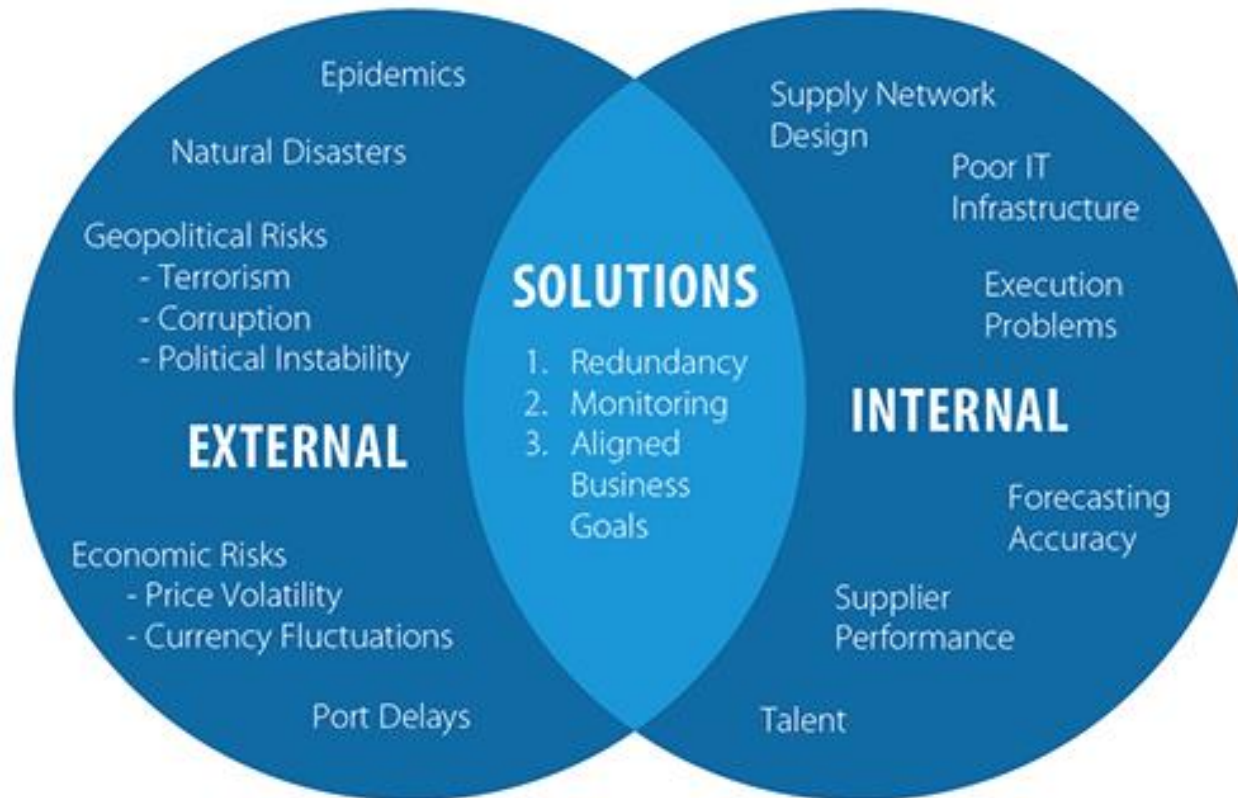 Epidemics
Natural Disasters
Geopolitical Risks
- Terrorism
- Corruption
- Political Instability
EXTERNAL
Economic Risks
- Price Volatility
- Currency Fluctuations
Port Delays
SOLUTIONS
1. Redundancy
2. Monitoring
3. Aligned
Business
Goals
Supply Network
Design
Poor IT
Infrastructure
Execution
Problems
INTERNAL
Forecasting
Accuracy
Supplier
Performance
Talent